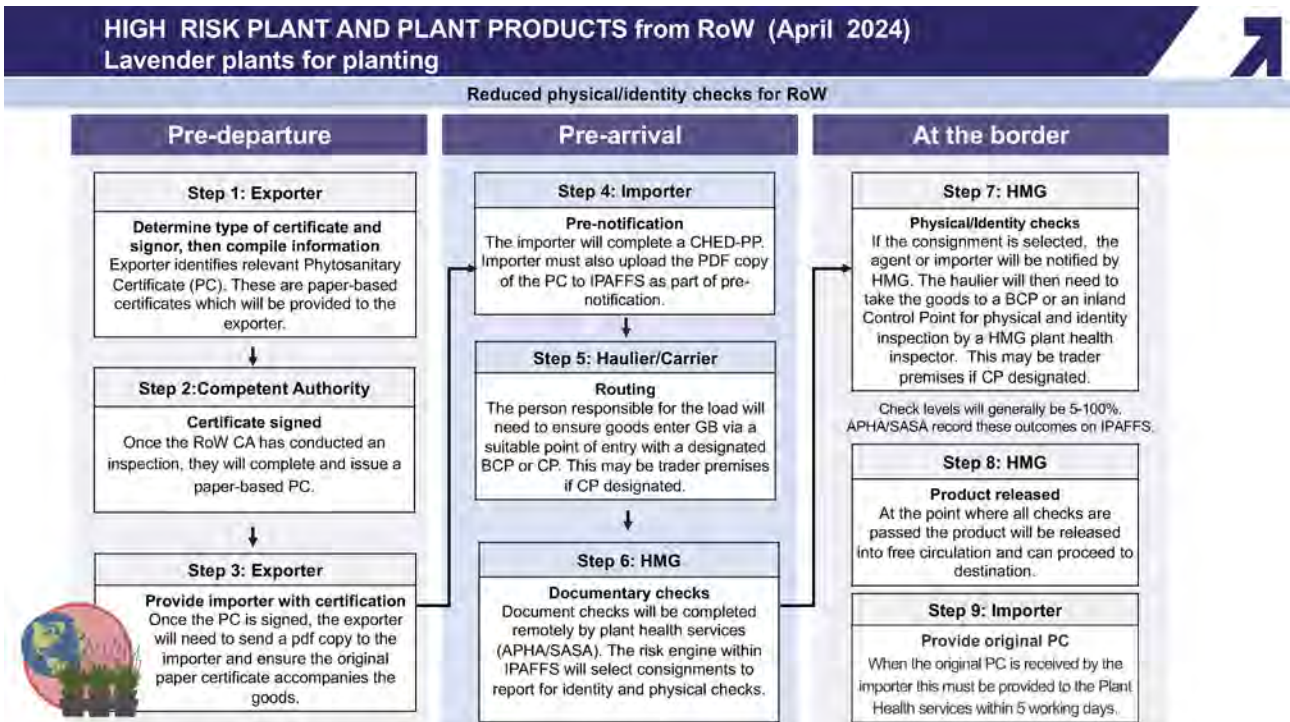 HIGH RISK PLANT AND PLANT PRODUCTS from RoW (April 2024)
Lavender plants for planting
Reduced physical/identity checks for RoW
Pre-departure
Step 1: Exporter
Determine type of certificate and
signor, then compile information
Exporter identifies relevant Phytosanitary
Certificate (PC). These are paper-based
certificates which will be provided to the
exporter.
Step 2:Competent Authority
Certificate signed
Once the RoW CA has conducted an
inspection, they will complete and issue a
paper-based PC.
Step 3: Exporter
Provide importer with certification
Once the PC is signed, the exporter
will need to send a pdf copy to the
importer and ensure the original
paper certificate accompanies the
goods.
Pre-arrival
Step 4: Importer
Pre-notification
The importer will complete a CHED-PP.
Importer must also upload the PDF copy
of the PC to IPAFFS as part of pre-
notification.
Step 5: Haulier/Carrier
Routing
The person responsible for the load will
need to ensure goods enter GB via a
suitable point of entry with a designated
BCP or CP. This may be trader premises
if CP designated.
Step 6: HMG
Documentary checks
Document checks will be completed
remotely by plant health services
(APHA/SASA). The risk engine within
IPAFFS will select consignments to
report for identity and physical checks.
At the border
Step 7: HMG
Physical/Identity checks
If the consignment is selected, the
agent or importer will be notified by
HMG. The haulier will then need to
take the goods to a BCP or an inland
Control Point for physical and identity
inspection by a HMG plant health
inspector. This may be trader
premises if CP designated.
Check levels will generally be 5-100%.
APHA/SASA record these outcomes on IPAFFS.
Step 8: HMG
Product released
At the point where all checks are
passed the product will be released
into free circulation and can proceed to
destination.
Step 9: Importer
Provide original PC
When the original PC is received by the
importer this must be provided to the Plant
Health services within 5 working days.